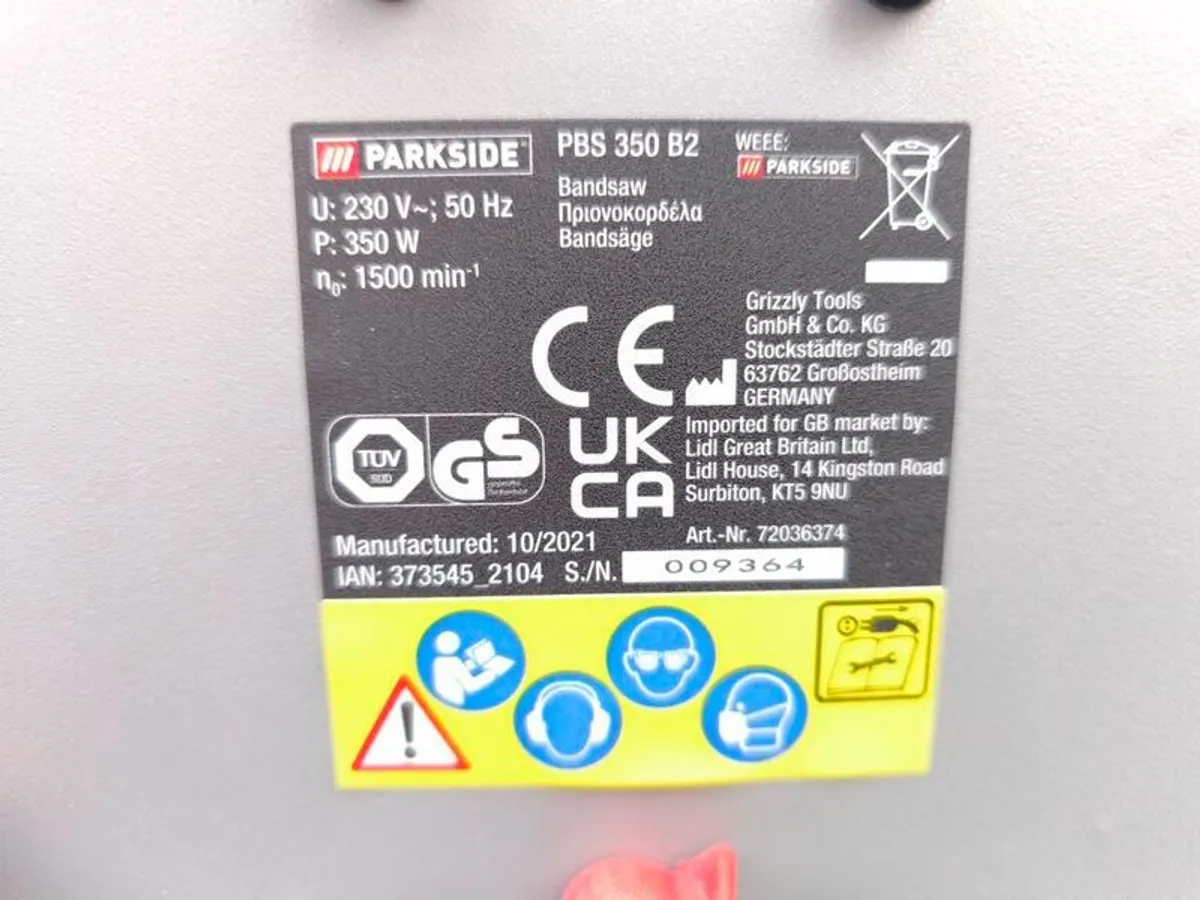 PARKSIDE
U: 230 V~; 50 Hz
P: 350 W
n₀: 1500 min⁻¹
PBS 350 B2
Bandsaw
Πριονοκορδέλα
Bandsäge
WEEE:
PARKSIDE
Grizzly Tools
GmbH & Co. KG
Stockstädter Straße 20
63762 Großostheim
GERMANY
CE
UK
CA
Imported for GB market by:
Lidl Great Britain Ltd,
Lidl House, 14 Kingston Road
Surbiton, KT5 9NU
TÜV
SÜD
GS
geprüfte
Sicherheit
Manufactured: 10/2021
Art.-Nr. 72036374
IAN: 373545_2104 S./N. 009364